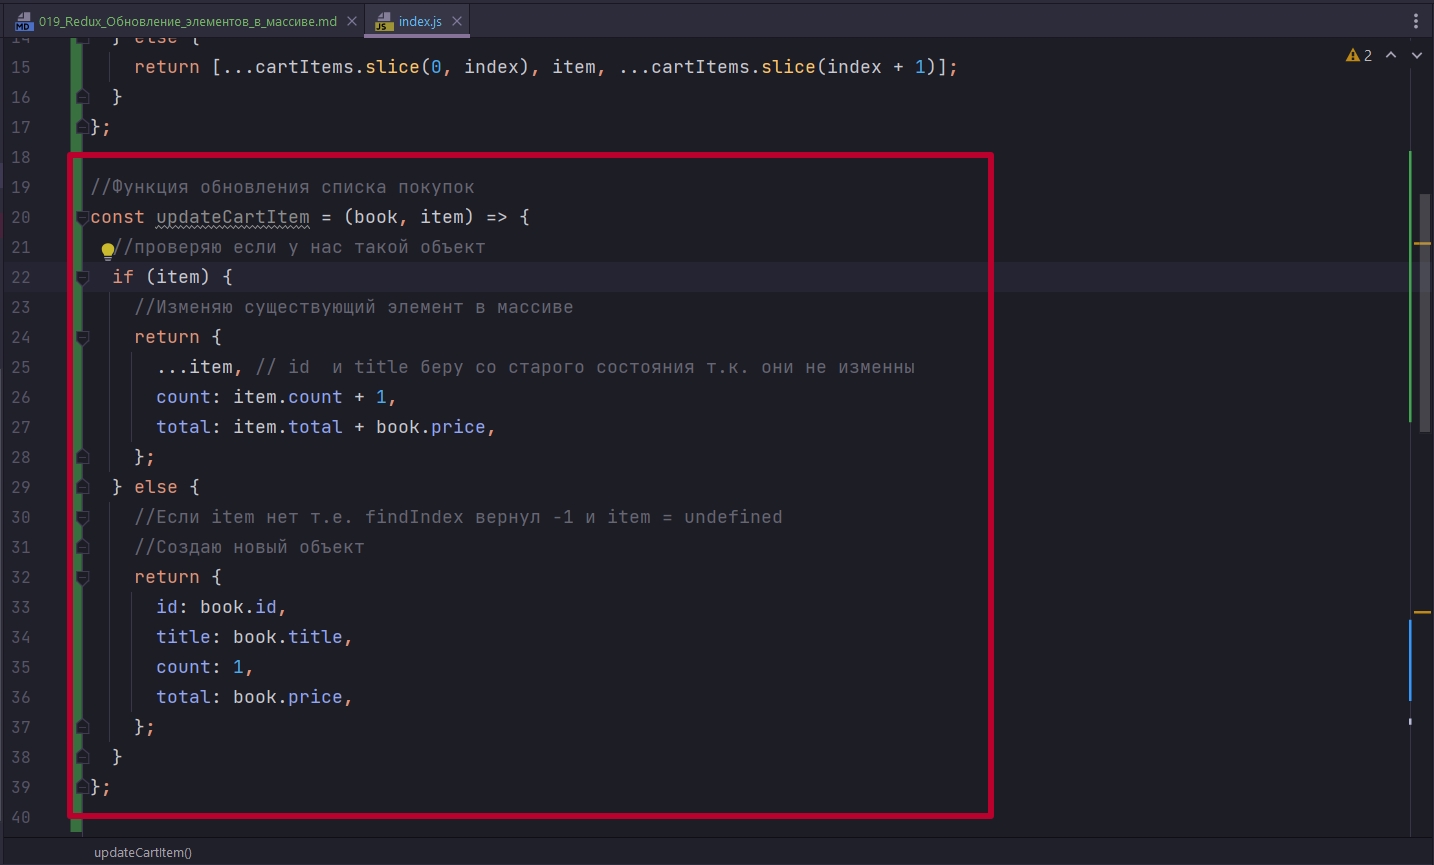 MD 019_Redux_Обновление_элементов_в_массиве.md
JS index.js
14 } else {
15 return [...cartItems.slice(0, index), item, ...cartItems.slice(index + 1)];
2
16 }
17 };
18
19 //Функция обновления списка покупок
20 const updateCartItem = (book, item) => {
21 //проверяю если у нас такой объект
22 if (item) {
23 //Изменяю существующий элемент в массиве
24 return {
25 ...item, // id  и title беру со старого состояния т.к. они не изменны
26 count: item.count + 1,
27 total: item.total + book.price,
28 };
29 } else {
30 //Если item нет т.е. findIndex вернул -1 и item = undefined
31 //Создаю новый объект
32 return {
33 id: book.id,
34 title: book.title,
35 count: 1,
36 total: book.price,
37 };
38 }
39 };
40
updateCartItem()